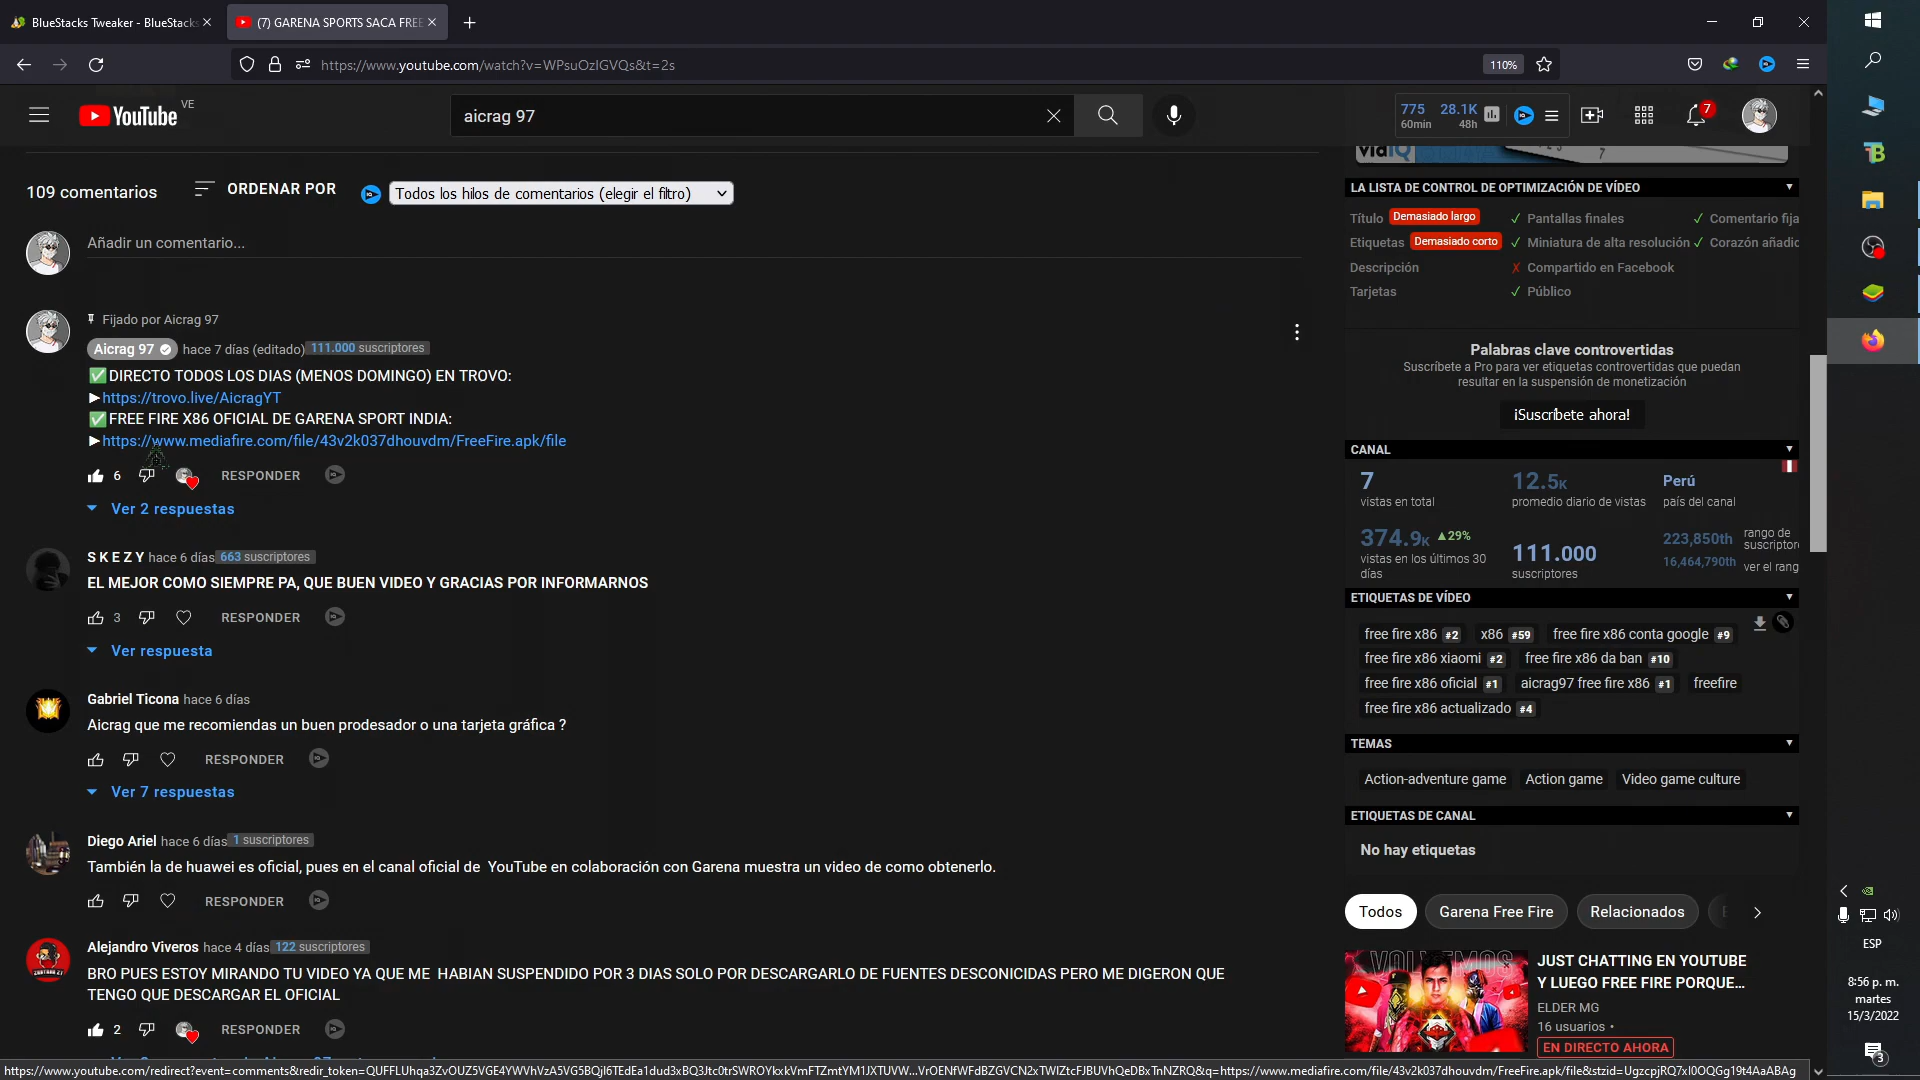 BlueStacks Tweaker - BlueStacks
(7) GARENA SPORTS SACA FREE
https://www.youtube.com/watch?v=WPsuOzIGVQs&t=2s
110%
YouTube VE
aicrag 97
775 28.1K
60min 48h
7
109 comentarios
ORDENAR POR
Todos los hilos de comentarios (elegir el filtro)
Añadir un comentario...
Fijado por Aicrag 97
Aicrag 97 hace 7 días (editado) 111.000 suscriptores
✅DIRECTO TODOS LOS DIAS (MENOS DOMINGO) EN TROVO:
►https://trovo.live/AicragYT
✅FREE FIRE X86 OFICIAL DE GARENA SPORT INDIA:
►https://www.mediafire.com/file/43v2k037dhouvdm/FreeFire.apk/file
6 RESPONDER
Ver 2 respuestas
S K E Z Y hace 6 días 663 suscriptores
EL MEJOR COMO SIEMPRE PA, QUE BUEN VIDEO Y GRACIAS POR INFORMARNOS
3 RESPONDER
Ver respuesta
Gabriel Ticona hace 6 días
Aicrag que me recomiendas un buen prodesador o una tarjeta gráfica ?
RESPONDER
Ver 7 respuestas
Diego Ariel hace 6 días 1 suscriptores
También la de huawei es oficial, pues en el canal oficial de YouTube en colaboración con Garena muestra un video de como obtenerlo.
RESPONDER
Alejandro Viveros hace 4 días 122 suscriptores
BRO PUES ESTOY MIRANDO TU VIDEO YA QUE ME HABIAN SUSPENDIDO POR 3 DIAS SOLO POR DESCARGARLO DE FUENTES DESCONICIDAS PERO ME DIGERON QUE
TENGO QUE DESCARGAR EL OFICIAL
2 RESPONDER
vidIQ
LA LISTA DE CONTROL DE OPTIMIZACIÓN DE VÍDEO
Título Demasiado largo ✓ Pantallas finales ✓ Comentario fija
Etiquetas Demasiado corto ✓ Miniatura de alta resolución ✓ Corazón añadic
Descripción ✗ Compartido en Facebook
Tarjetas ✓ Público
Palabras clave controvertidas
Suscríbete a Pro para ver etiquetas controvertidas que puedan
resultar en la suspensión de monetización
¡Suscríbete ahora!
CANAL
7 12.5K Perú
vistas en total promedio diario de vistas país del canal
374.9K ▲29% 111.000 223,850th rango de suscriptore
vistas en los últimos 30 días suscriptores 16,464,790th ver el rang
ETIQUETAS DE VÍDEO
free fire x86 #2 x86 #59 free fire x86 conta google #9
free fire x86 xiaomi #2 free fire x86 da ban #10
free fire x86 oficial #1 aicrag97 free fire x86 #1 freefire
free fire x86 actualizado #4
TEMAS
Action-adventure game Action game Video game culture
ETIQUETAS DE CANAL
No hay etiquetas
Todos Garena Free Fire Relacionados
VOLVEMOS
JUST CHATTING EN YOUTUBE
Y LUEGO FREE FIRE PORQUE...
ELDER MG
16 usuarios •
EN DIRECTO AHORA
ESP
8:56 p. m.
martes
15/3/2022
3
https://www.youtube.com/redirect?event=comments&redir_token=